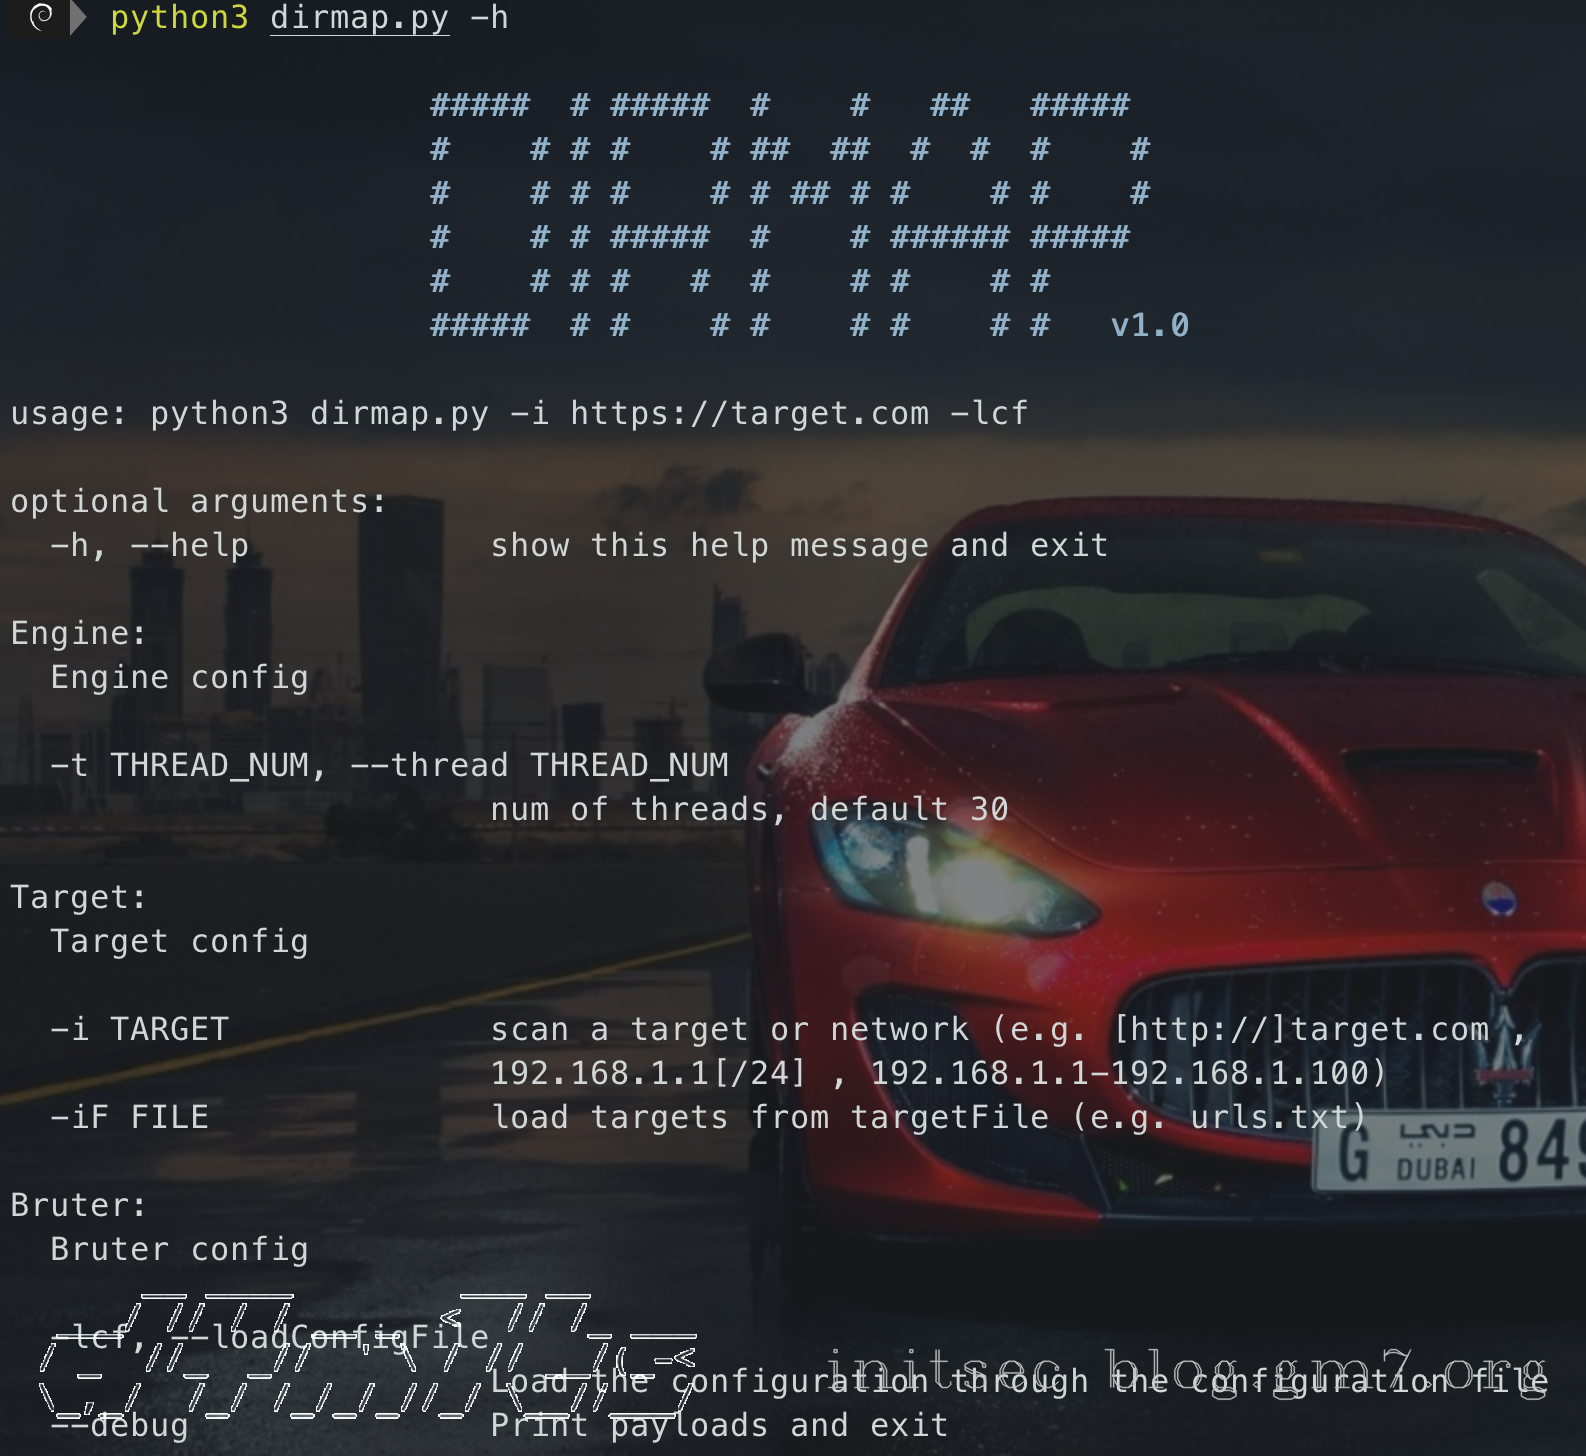 python3 dirmap.py -h
##### # ##### # # ## #####
# # # # # ## ## # # # #
# # # # # # ## # # # # #
# # # ##### # # ###### #####
# # # # # # # # # #
##### # # # # # # # # v1.0
usage: python3 dirmap.py -i https://target.com -lcf
optional arguments:
-h, --help show this help message and exit
Engine:
Engine config
-t THREAD_NUM, --thread THREAD_NUM
num of threads, default 30
Target:
Target config
-i TARGET scan a target or network (e.g. [http://]target.com ,
192.168.1.1[/24] , 192.168.1.1-192.168.1.100)
-iF FILE load targets from targetFile (e.g. urls.txt)
G دبي DUBAI 849
Bruter:
Bruter config
-lcf, --loadConfigFile
initsec blog.gm7.org
Load the configuration through the configuration file
--debug Print payloads and exit